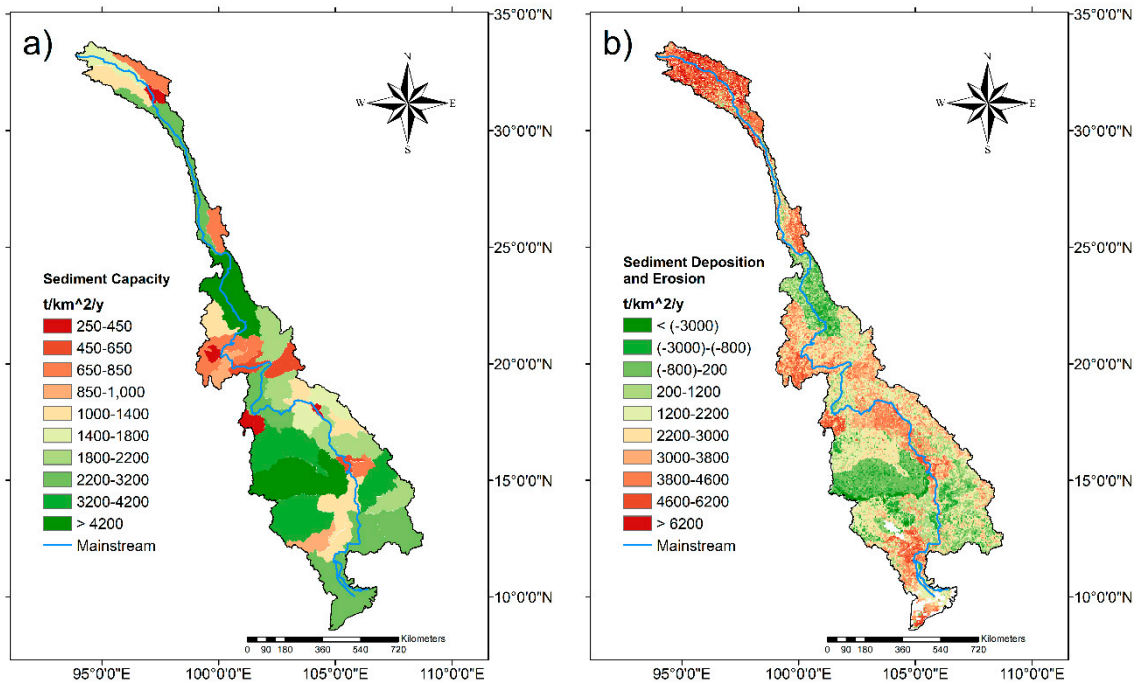 a)
N
W
E
S
Sediment Capacity
t/km^2/y
250-450
450-650
650-850
850-1,000
1000-1400
1400-1800
1800-2200
2200-3200
3200-4200
> 4200
Mainstream
Kilometers
0 90 180 360 540 720
95°0'0"E 100°0'0"E 105°0'0"E 110°0'0"E
35°0'0"N
30°0'0"N
25°0'0"N
20°0'0"N
15°0'0"N
10°0'0"N
b)
N
W
E
S
Sediment Deposition
and Erosion
t/km^2/y
< (-3000)
(-3000)-(-800)
(-800)-200
200-1200
1200-2200
2200-3000
3000-3800
3800-4600
4600-6200
> 6200
Mainstream
Kilometers
0 90 180 360 540 720
95°0'0"E 100°0'0"E 105°0'0"E 110°0'0"E
35°0'0"N
30°0'0"N
25°0'0"N
20°0'0"N
15°0'0"N
10°0'0"N